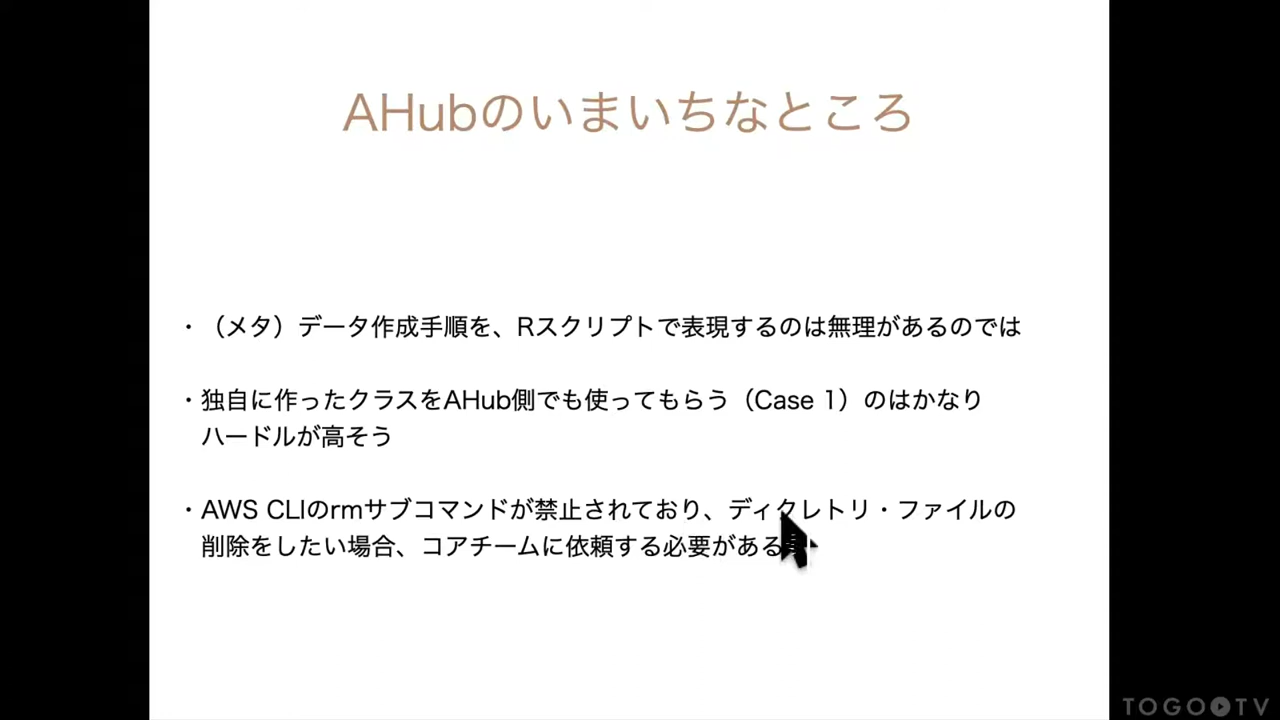 AHubのいまいちなところ
・（メタ）データ作成手順を、Rスクリプトで表現するのは無理があるのでは
・独自に作ったクラスをAHub側でも使ってもらう（Case 1）のはかなり
ハードルが高そう
・AWS CLIのrmサブコマンドが禁止されており、ディクレトリ・ファイルの
削除をしたい場合、コアチームに依頼する必要がある
TOGOTV